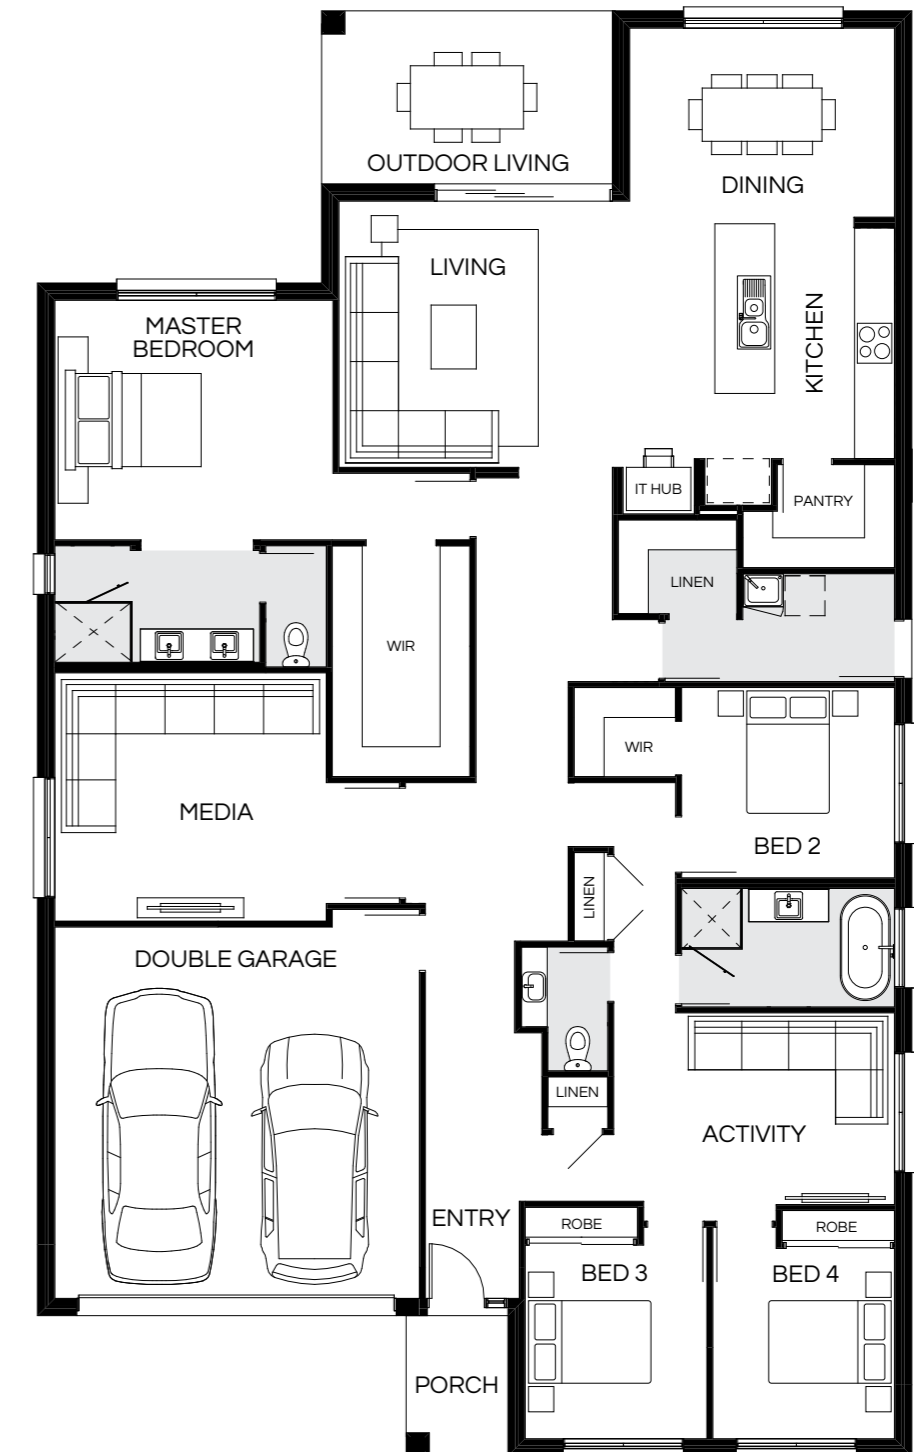 OUTDOOR LIVING
DINING
LIVING
KITCHEN
MASTER
BEDROOM
IT HUB
PANTRY
LINEN
WIR
WIR
MEDIA
BED 2
LINEN
DOUBLE GARAGE
LINEN
ACTIVITY
ENTRY
ROBE
ROBE
BED 3
BED 4
PORCH